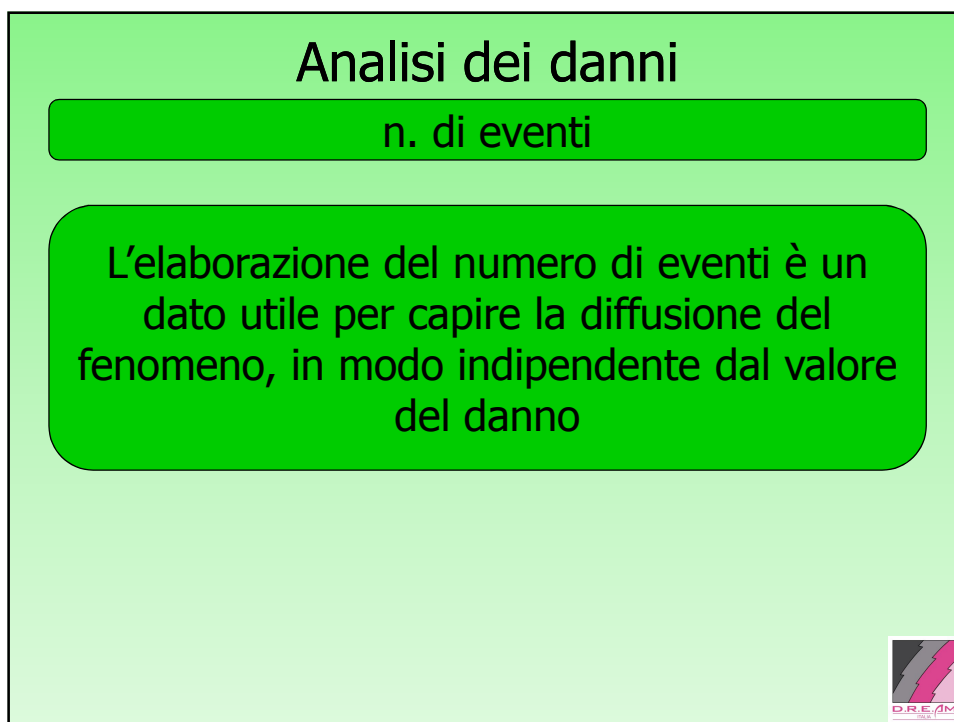 Analisi dei danni
n. di eventi
L’elaborazione del numero di eventi è un
dato utile per capire la diffusione del
fenomeno, in modo indipendente dal valore
del danno
D.R.E.AM
ITALIA